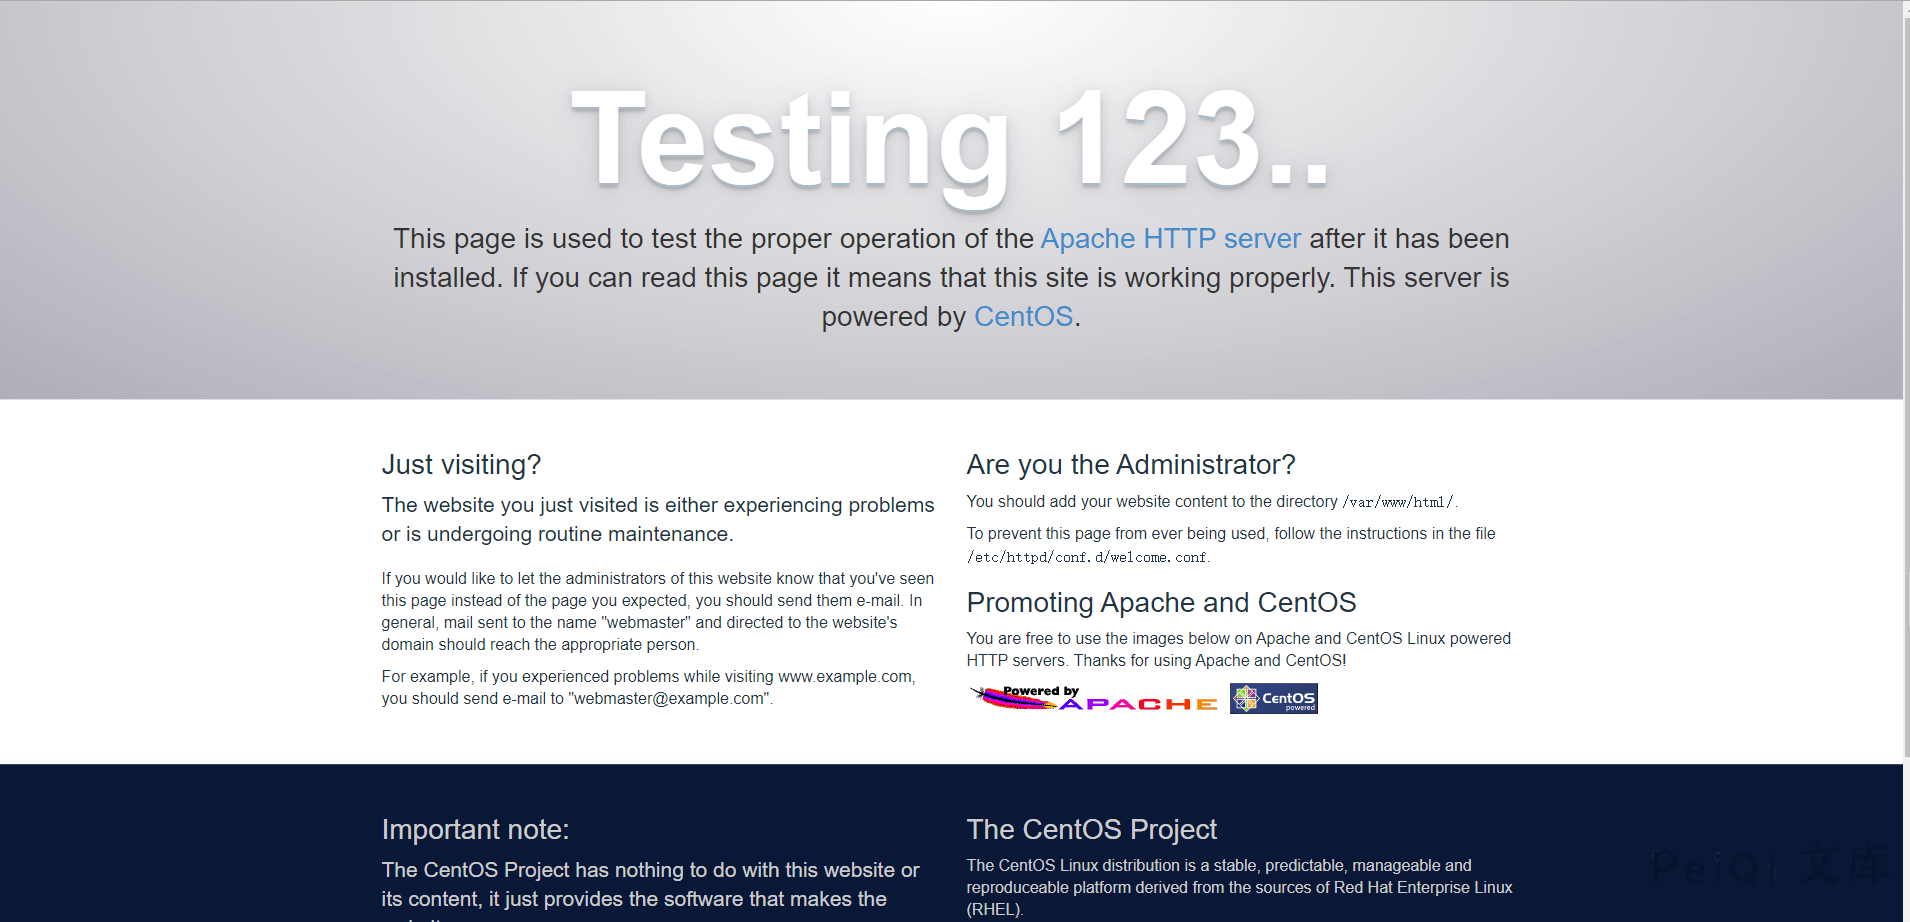 Testing 123..
This page is used to test the proper operation of the Apache HTTP server after it has been
installed. If you can read this page it means that this site is working properly. This server is
powered by CentOS.
Just visiting?
The website you just visited is either experiencing problems
or is undergoing routine maintenance.
If you would like to let the administrators of this website know that you've seen
this page instead of the page you expected, you should send them e-mail. In
general, mail sent to the name "webmaster" and directed to the website's
domain should reach the appropriate person.
For example, if you experienced problems while visiting www.example.com,
you should send e-mail to "webmaster@example.com".
Are you the Administrator?
You should add your website content to the directory /var/www/html/.
To prevent this page from ever being used, follow the instructions in the file
/etc/httpd/conf.d/welcome.conf.
Promoting Apache and CentOS
You are free to use the images below on Apache and CentOS Linux powered
HTTP servers. Thanks for using Apache and CentOS!
Powered by
APACHE
CentOS
powered
Important note:
The CentOS Project has nothing to do with this website or
its content, it just provides the software that makes the
The CentOS Project
The CentOS Linux distribution is a stable, predictable, manageable and
reproduceable platform derived from the sources of Red Hat Enterprise Linux
(RHEL).
PeiQi 文库